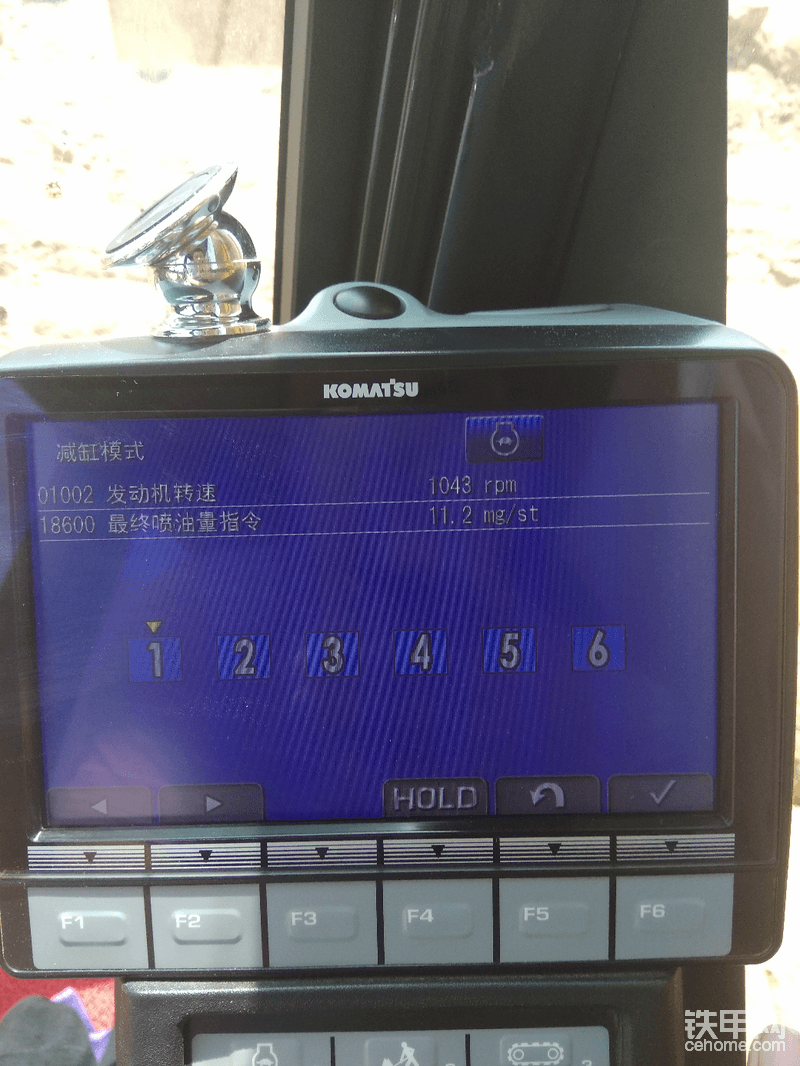 KOMATSU
减缸模式
01002 发动机转速 1043 rpm
18600 最终喷油量指令 11.2 mg/st
1 2 3 4 5 6
HOLD
F1 F2 F3 F4 F5 F6
铁甲网
cehome.com